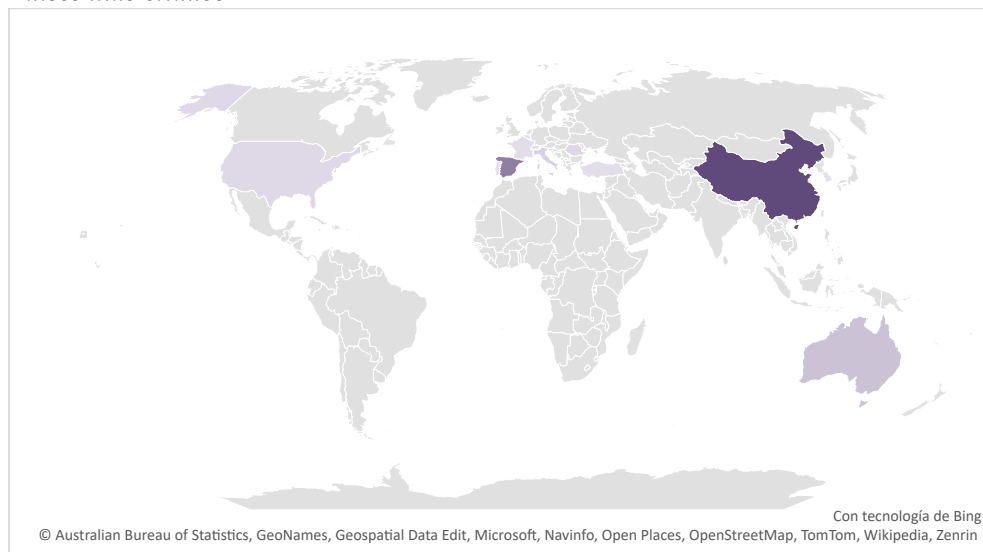 Con tecnología de Bing
© Australian Bureau of Statistics, GeoNames, Geospatial Data Edit, Microsoft, Navinfo, Open Places, OpenStreetMap, TomTom, Wikipedia, Zenrin